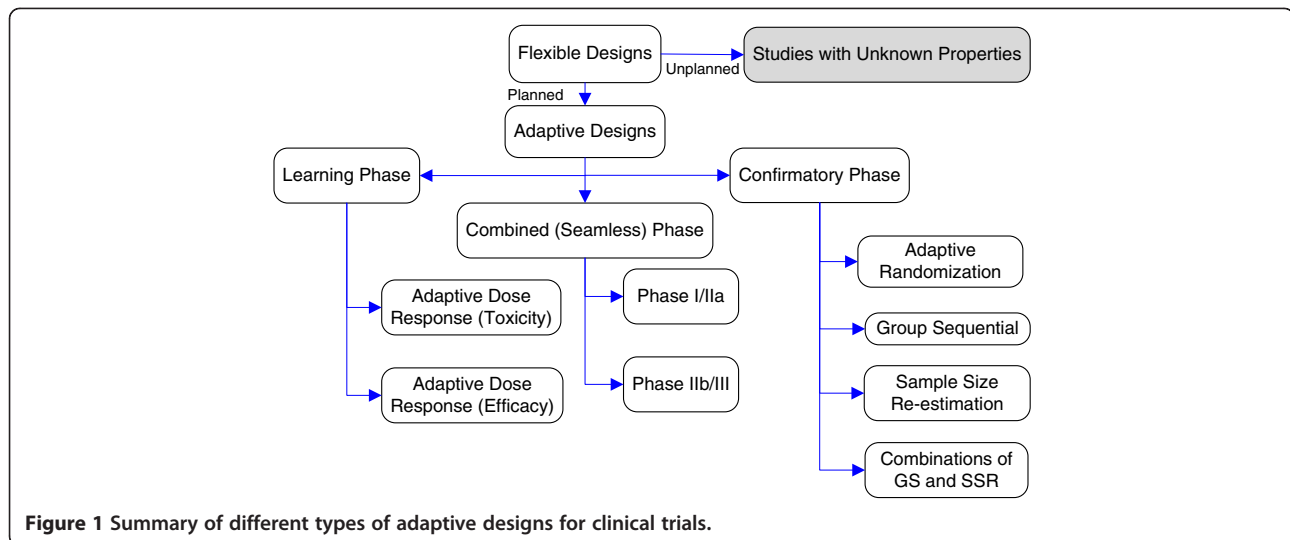 Flexible Designs
Studies with Unknown Properties
Unplanned
Planned
Adaptive Designs
Learning Phase
Confirmatory Phase
Combined (Seamless) Phase
Adaptive Dose
Response (Toxicity)
Adaptive Dose
Response (Efficacy)
Phase I/IIa
Phase IIb/III
Adaptive
Randomization
Group Sequential
Sample Size
Re-estimation
Combinations of
GS and SSR
Figure 1 Summary of different types of adaptive designs for clinical trials.